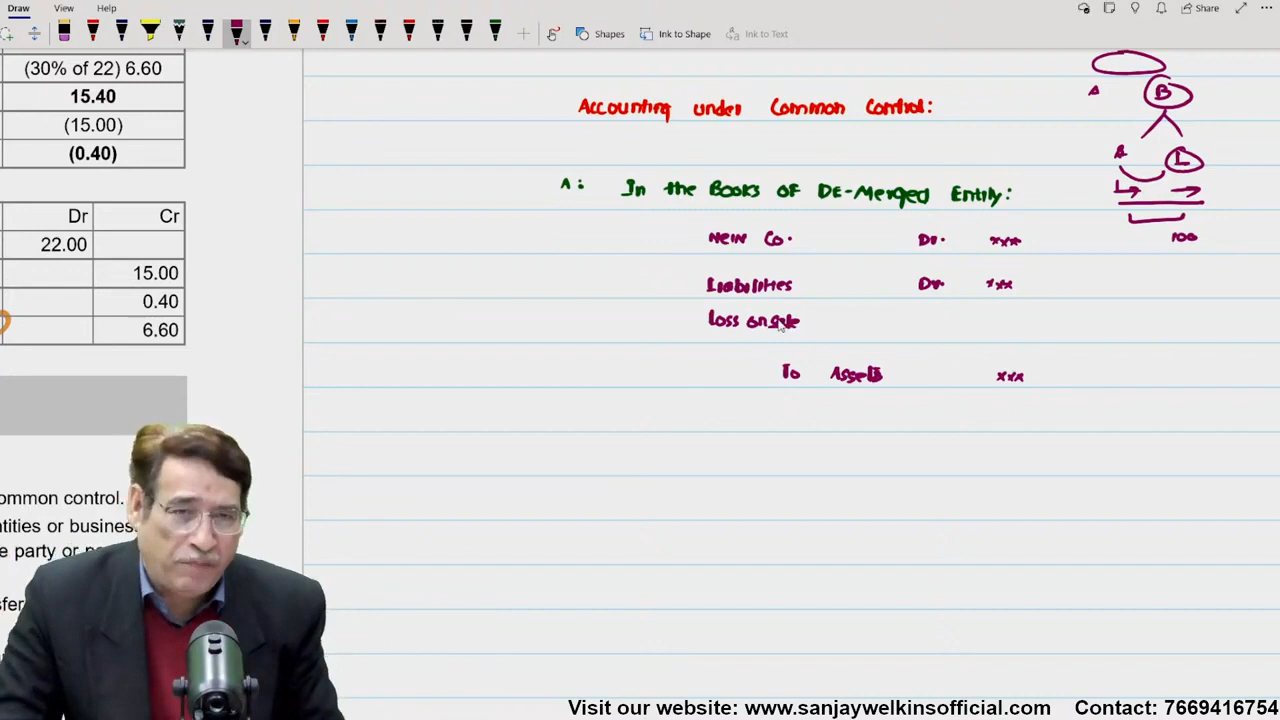 Draw View Help
Share
Shapes Ink to Shape Ink to Text
(30% of 22) 6.60
15.40
(15.00)
(0.40)
Dr Cr
22.00
15.00
0.40
6.60
ommon control.
ntities or busines
e party or
sfer
Accounting under Common Control:
A: In the Books of DE-Merged Entity:
New Co. Dr. xxx
Liabilities Dr. xxx
Loss on sale
To Assets xxx
A B
L
100
Visit our website: www.sanjaywelkinsofficial.com Contact: 7669416754